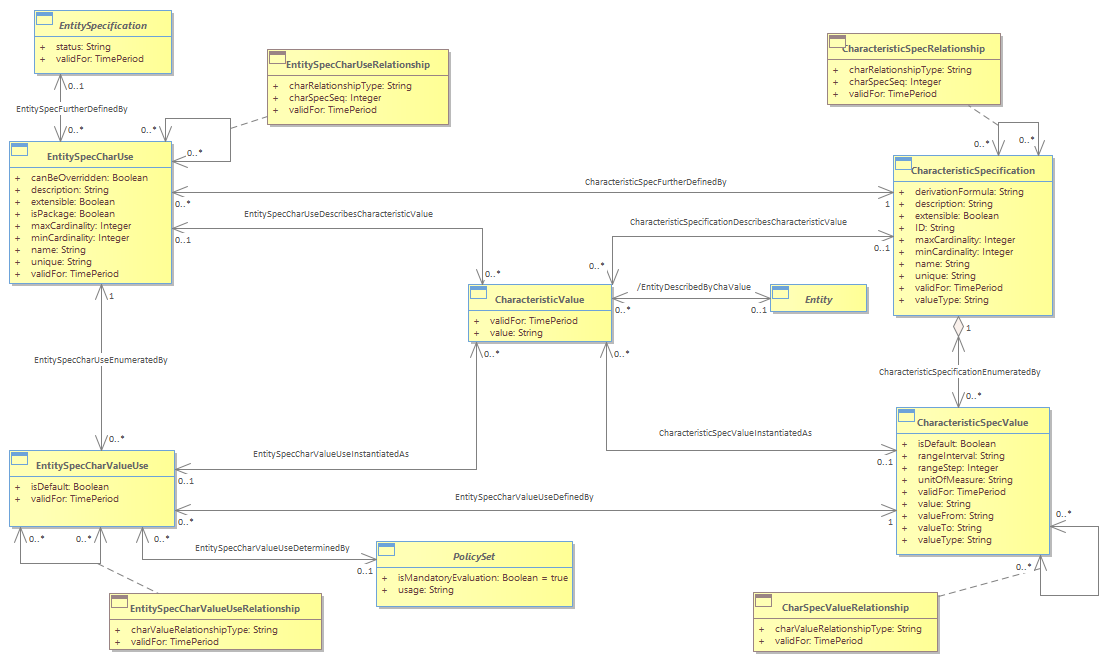 EntitySpecification
+ status: String
+ validFor: TimePeriod
0..1
EntitySpecFurtherDefinedBy
0..*
EntitySpecCharUseRelationship
+ charRelationshipType: String
+ charSpecSeq: Integer
+ validFor: TimePeriod
0..*
0..*
CharacteristicSpecRelationship
+ charRelationshipType: String
+ charSpecSeq: Integer
+ validFor: TimePeriod
0..*
0..*
EntitySpecCharUse
+ canBeOverridden: Boolean
+ description: String
+ extensible: Boolean
+ isPackage: Boolean
+ maxCardinality: Integer
+ minCardinality: Integer
+ name: String
+ unique: String
+ validFor: TimePeriod
CharacteristicSpecFurtherDefinedBy
0..*
1
EntitySpecCharUseDescribesCharacteristicValue
0..1
0..*
CharacteristicSpecificationDescribesCharacteristicValue
0..1
0..*
CharacteristicSpecification
+ derivationFormula: String
+ description: String
+ extensible: Boolean
+ ID: String
+ maxCardinality: Integer
+ minCardinality: Integer
+ name: String
+ unique: String
+ validFor: TimePeriod
+ valueType: String
CharacteristicValue
+ validFor: TimePeriod
+ value: String
/EntityDescribedByChaValue
0..*
0..1
Entity
1
EntitySpecCharUseEnumeratedBy
0..*
0..*
0..*
1
CharacteristicSpecificationEnumeratedBy
0..*
EntitySpecCharValueUse
+ isDefault: Boolean
+ validFor: TimePeriod
EntitySpecCharValueUseInstantiatedAs
0..1
CharacteristicSpecValueInstantiatedAs
0..1
EntitySpecCharValueUseDefinedBy
0..*
1
CharacteristicSpecValue
+ isDefault: Boolean
+ rangeInterval: String
+ rangeStep: Integer
+ unitOfMeasure: String
+ validFor: TimePeriod
+ value: String
+ valueFrom: String
+ valueTo: String
+ valueType: String
0..*
0..*
0..*
0..*
0..*
EntitySpecCharValueUseDeterminedBy
0..1
PolicySet
+ isMandatoryEvaluation: Boolean = true
+ usage: String
EntitySpecCharValueUseRelationship
+ charValueRelationshipType: String
+ validFor: TimePeriod
CharSpecValueRelationship
+ charValueRelationshipType: String
+ validFor: TimePeriod